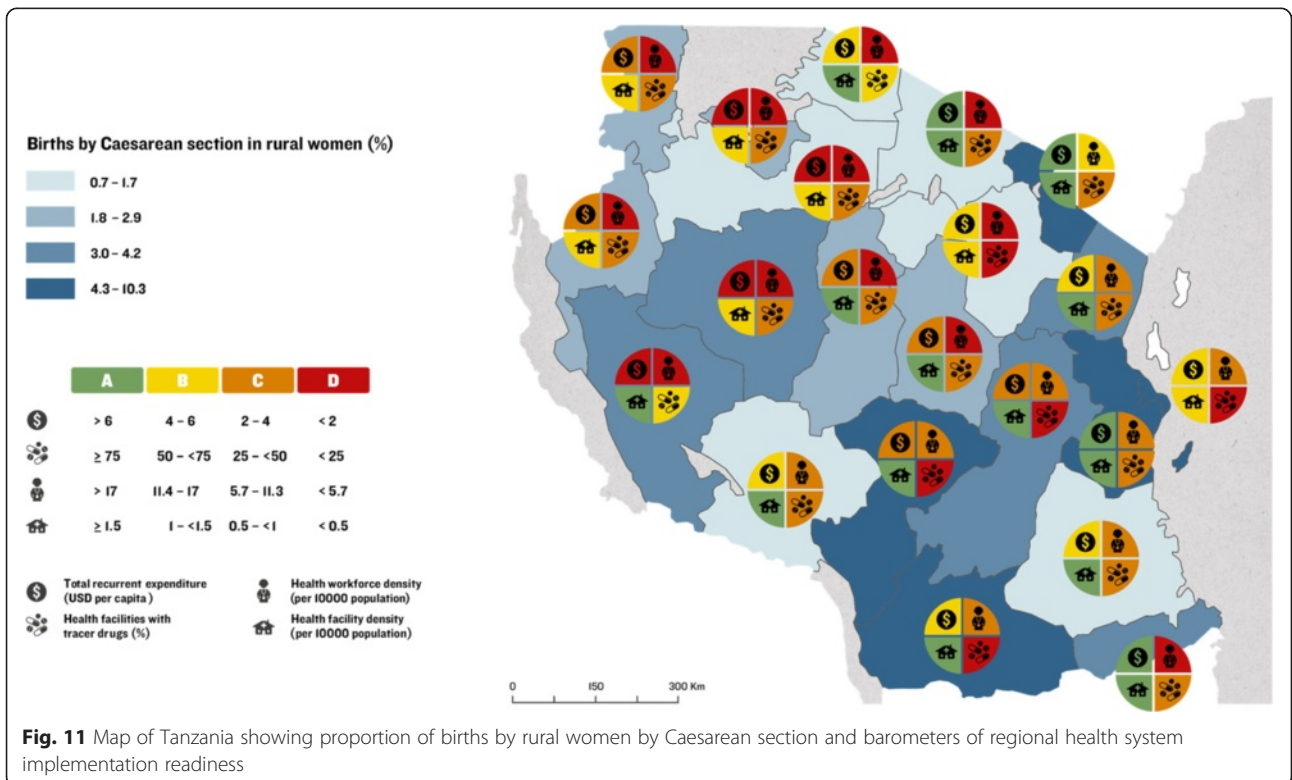 Births by Caesarean section in rural women (%)
0.7 – 1.7
1.8 – 2.9
3.0 – 4.2
4.3 – 10.3
A B C D
$ > 6 4 – 6 2 – 4 < 2
≥ 75 50 – <75 25 – <50 < 25
> 17 11.4 – 17 5.7 – 11.3 < 5.7
≥ 1.5 1 – <1.5 0.5 – <1 < 0.5
$ Total recurrent expenditure
(USD per capita )
Health workforce density
(per 10000 population)
Health facilities with
tracer drugs (%)
Health facility density
(per 10000 population)
0 150 300 Km
Fig. 11 Map of Tanzania showing proportion of births by rural women by Caesarean section and barometers of regional health system
implementation readiness